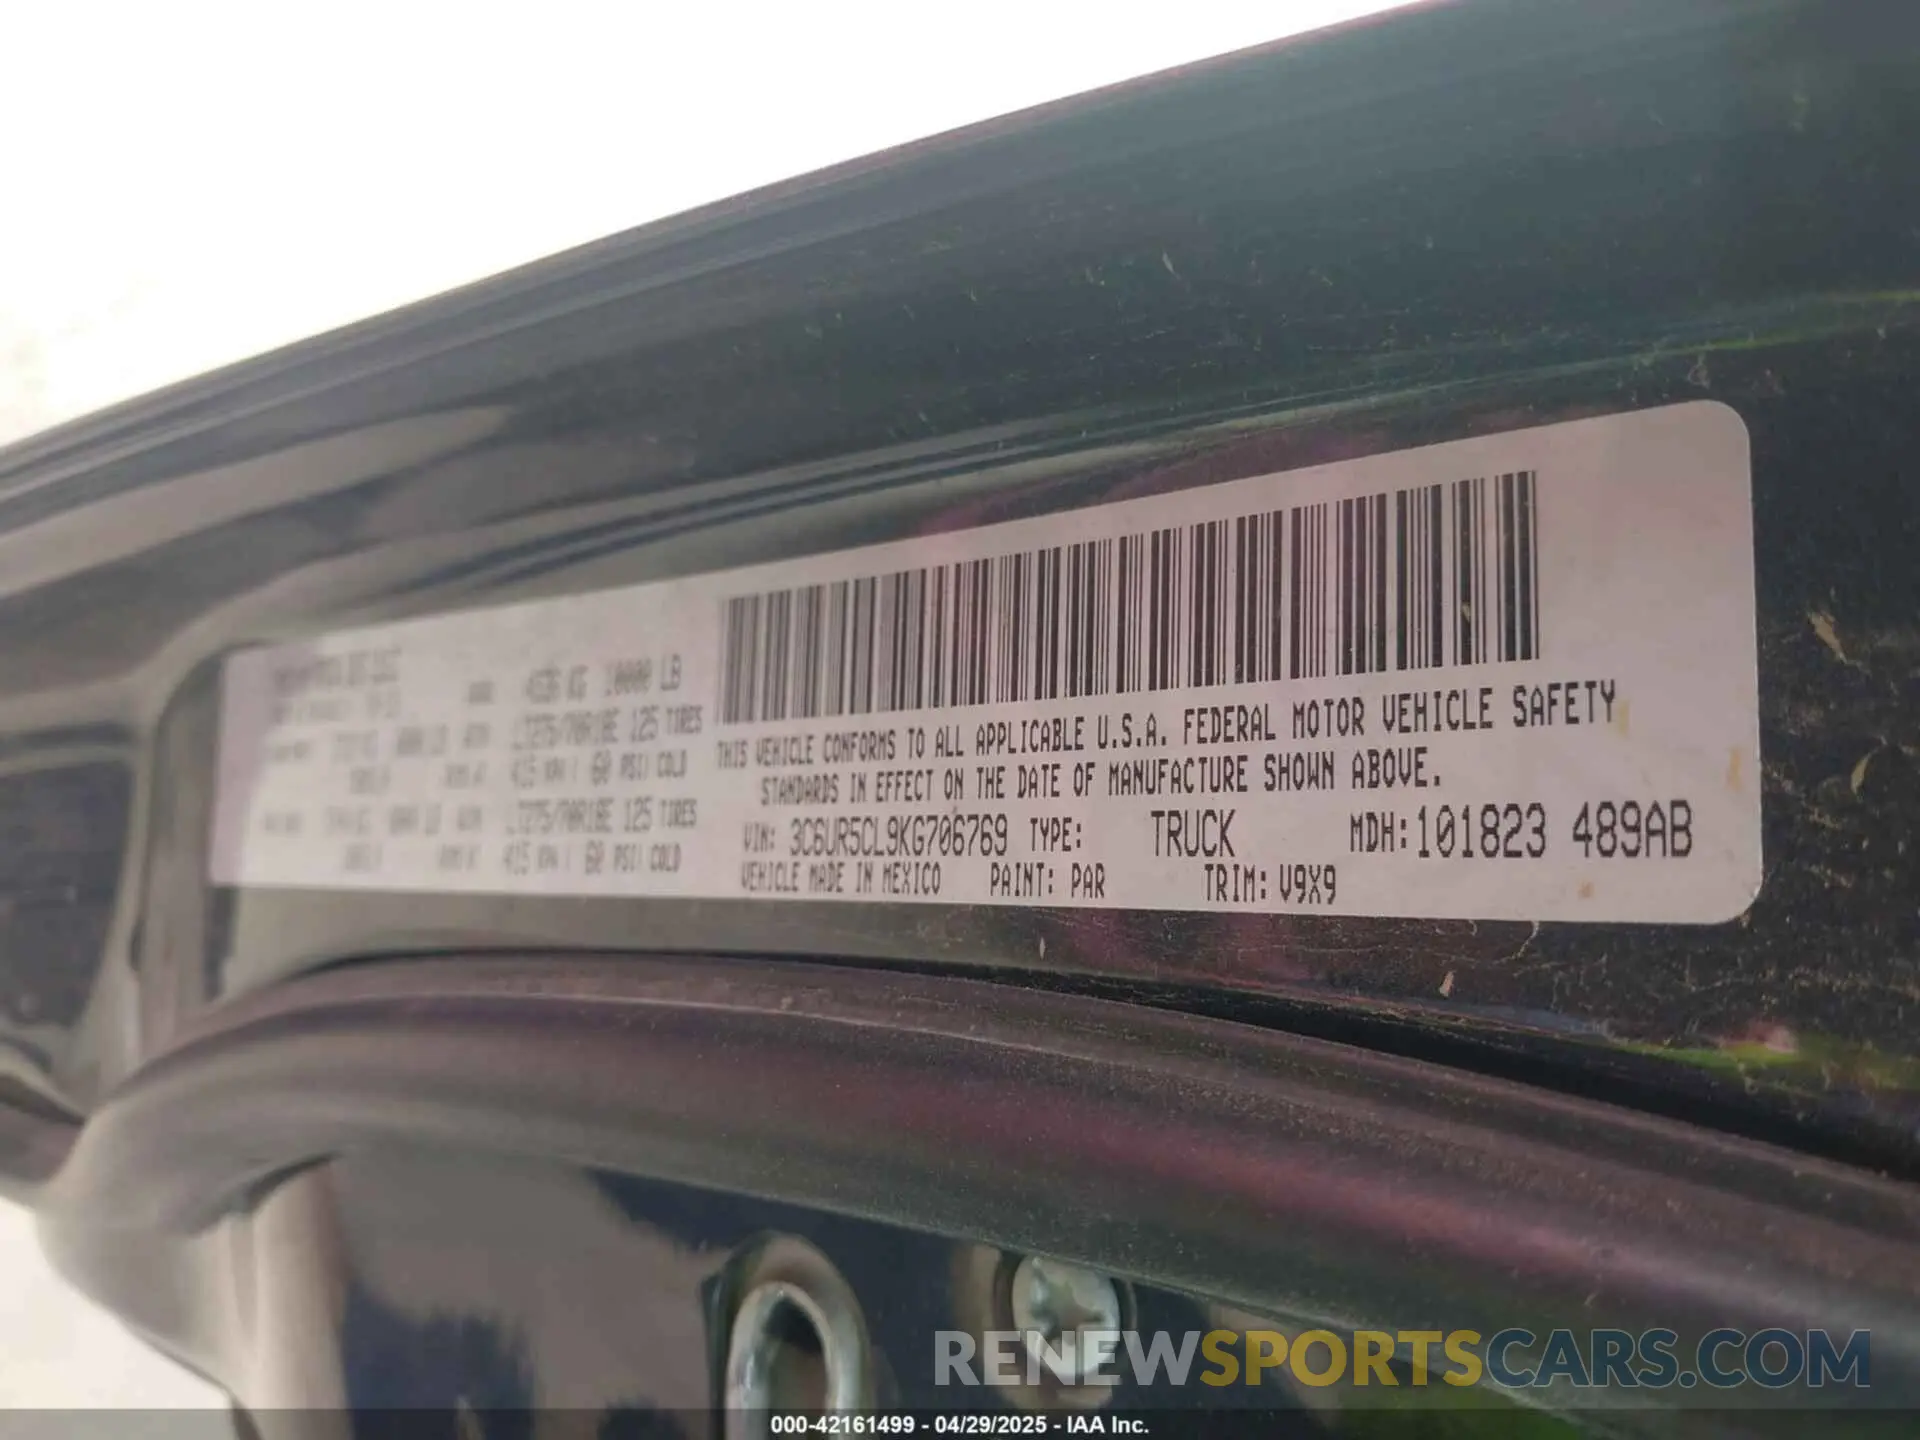 4536 KG 10000 LB
LT275/70R18E 125 TIRES
415 KPA ( 60 PSI) COLD
LT275/70R18E 125 TIRES
415 KPA ( 60 PSI) COLD
THIS VEHICLE CONFORMS TO ALL APPLICABLE U.S.A. FEDERAL MOTOR VEHICLE SAFETY
STANDARDS IN EFFECT ON THE DATE OF MANUFACTURE SHOWN ABOVE.
VIN: 3C6UR5CL9KG706769 TYPE: TRUCK MDH:101823 489AB
VEHICLE MADE IN MEXICO PAINT: PAR TRIM: V9X9
RENEWSPORTSCARS.COM
000-42161499 - 04/29/2025 - IAA Inc.